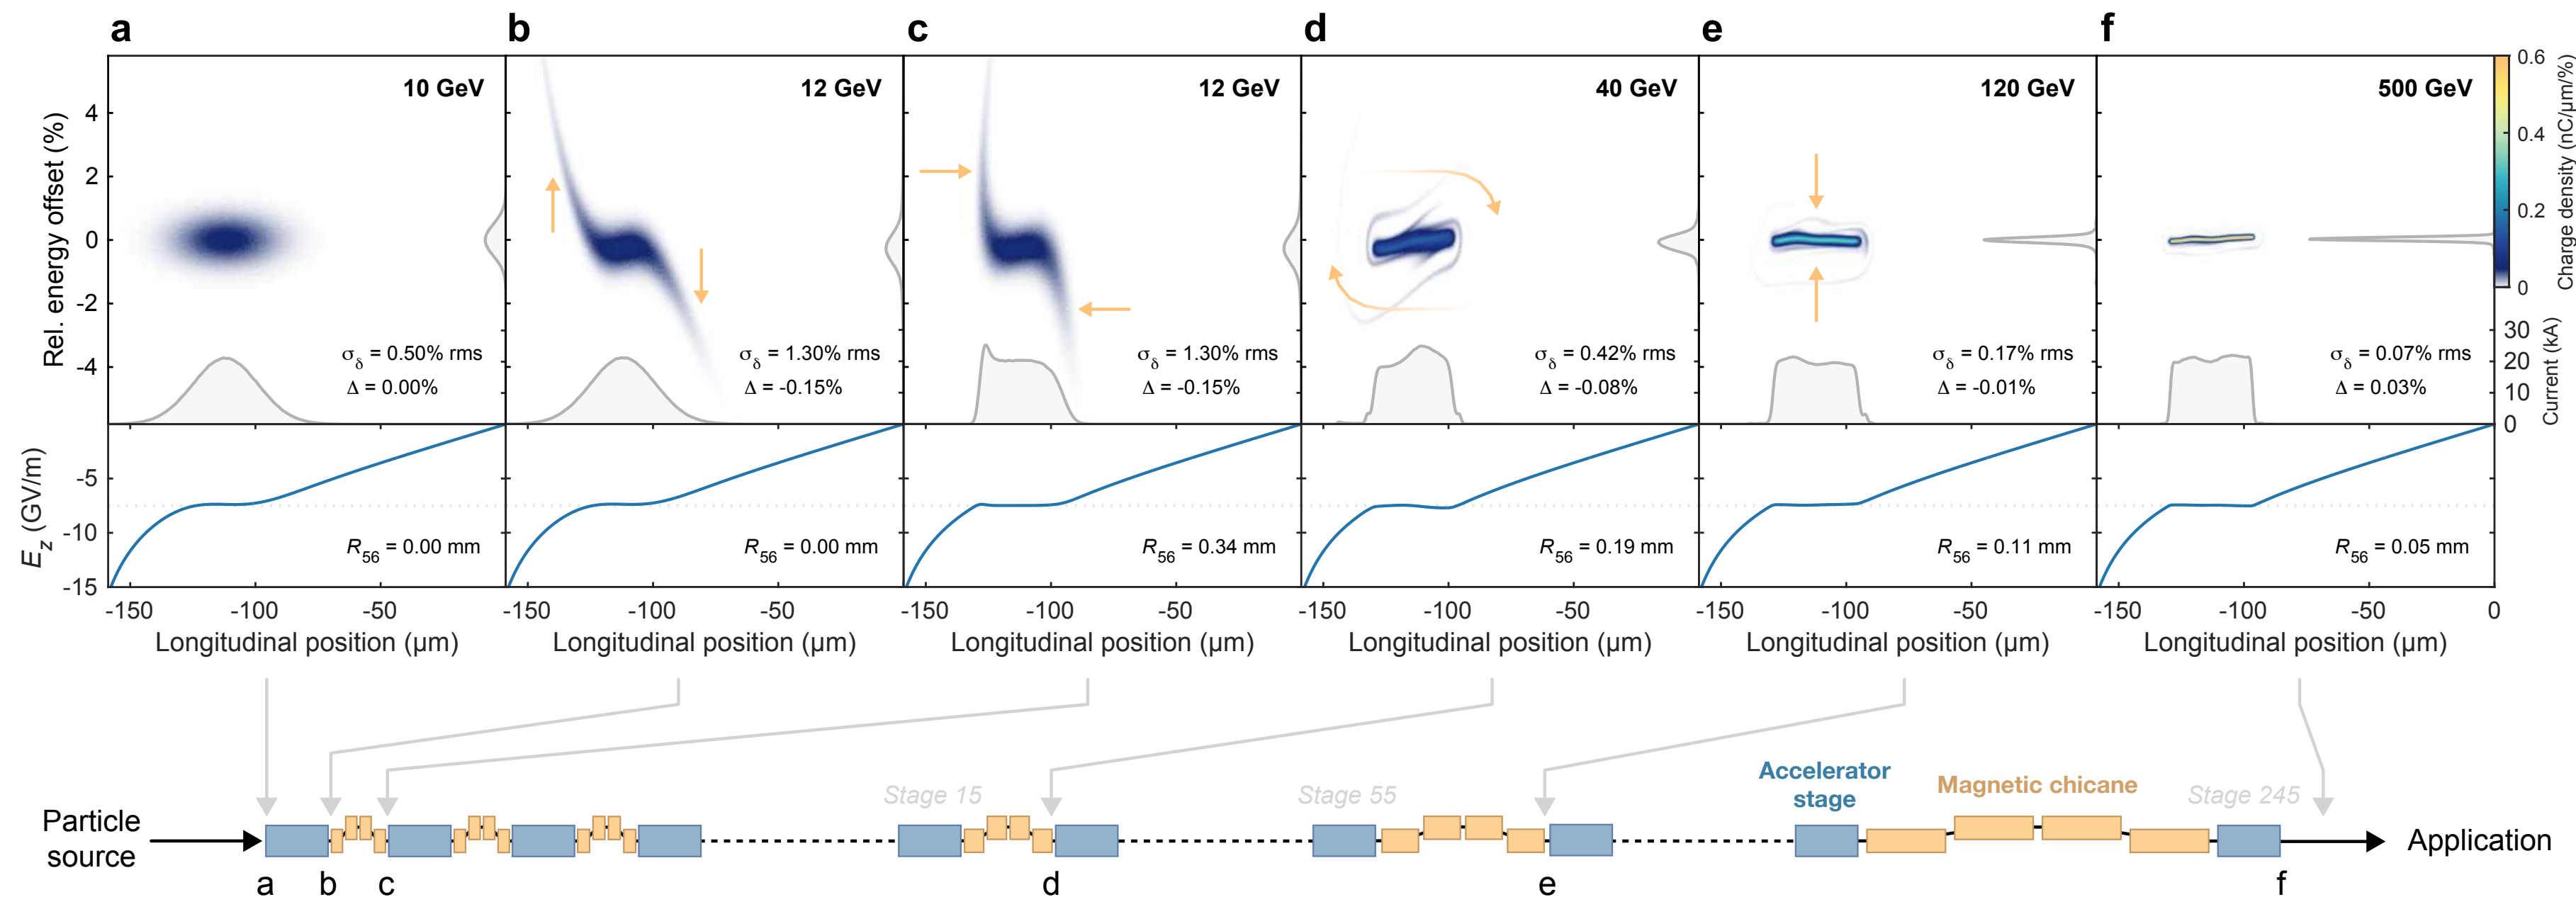 a
b
c
d
e
f
10 GeV
12 GeV
12 GeV
40 GeV
120 GeV
500 GeV
Rel. energy offset (%)
4
2
0
-2
-4
σδ = 0.50% rms
Δ = 0.00%
σδ = 1.30% rms
Δ = -0.15%
σδ = 1.30% rms
Δ = -0.15%
σδ = 0.42% rms
Δ = -0.08%
σδ = 0.17% rms
Δ = -0.01%
σδ = 0.07% rms
Δ = 0.03%
0.6
0.4
0.2
0
Charge density (nC/μm/%)
30
20
10
0
Current (kA)
Ez (GV/m)
-5
-10
-15
R56 = 0.00 mm
R56 = 0.00 mm
R56 = 0.34 mm
R56 = 0.19 mm
R56 = 0.11 mm
R56 = 0.05 mm
-150 -100 -50
-150 -100 -50
-150 -100 -50
-150 -100 -50
-150 -100 -50
-150 -100 -50 0
Longitudinal position (μm)
Longitudinal position (μm)
Longitudinal position (μm)
Longitudinal position (μm)
Longitudinal position (μm)
Longitudinal position (μm)
Particle
source
Stage 15
Stage 55
Accelerator
stage
Magnetic chicane
Stage 245
Application
a
b
c
d
e
f